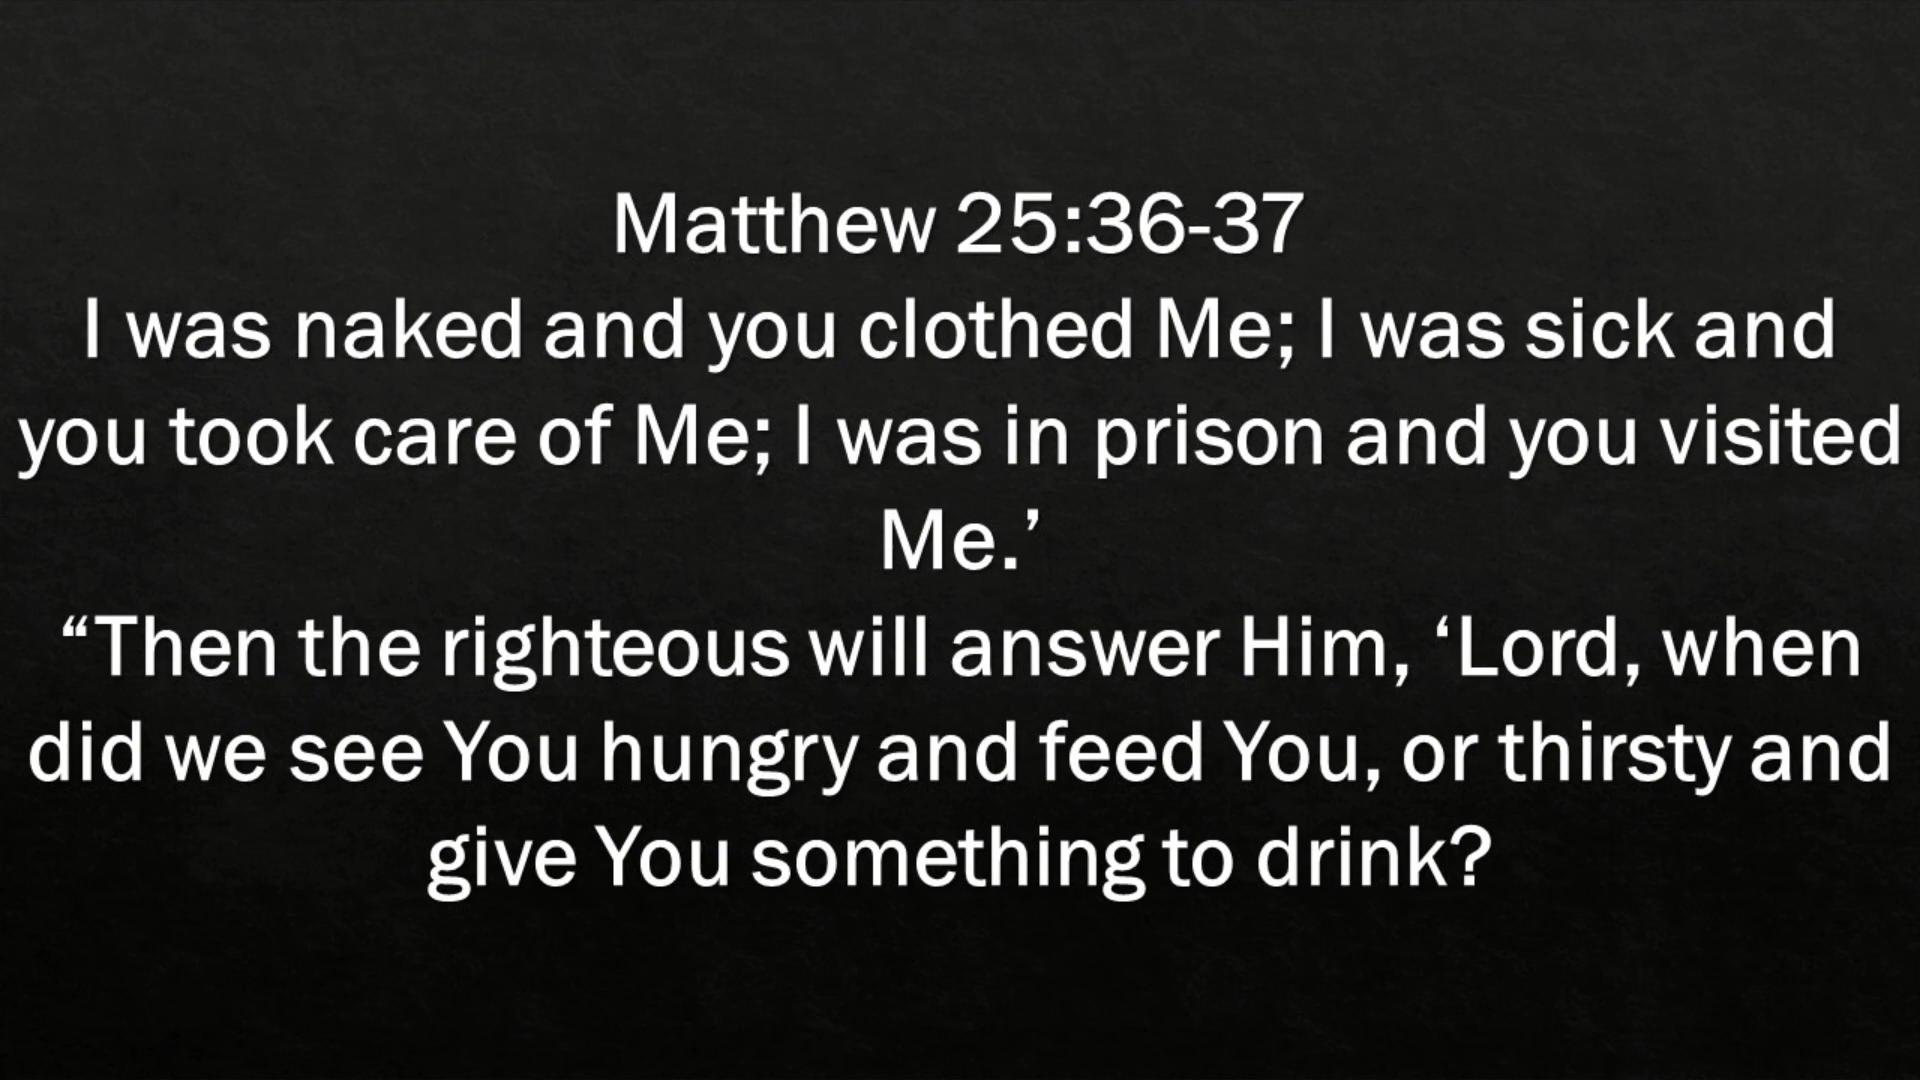 Matthew 25:36-37
I was naked and you clothed Me; I was sick and
you took care of Me; I was in prison and you visited
Me.’
“Then the righteous will answer Him, ‘Lord, when
did we see You hungry and feed You, or thirsty and
give You something to drink?